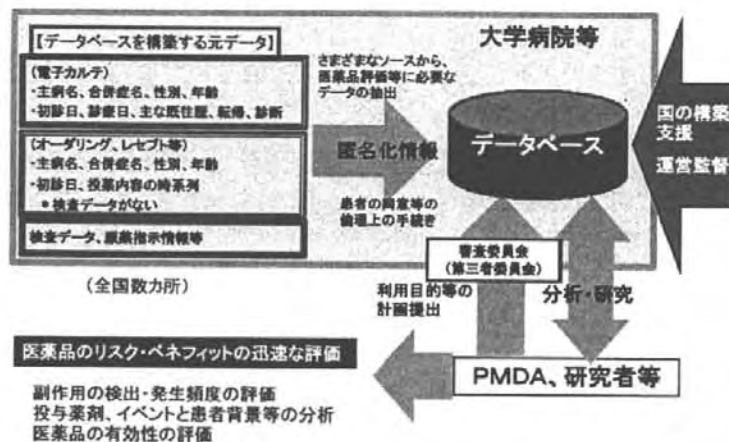 【データベースを構築する元データ】
(電子カルテ)
・主病名、合併症名、性別、年齢
・初診日、診療日、主な既往歴、転帰、診断
(オーダリング、レセプト等)
・主病名、合併症名、性別、年齢
・初診日、投薬内容の時系列
*検査データがない
検査データ、服薬指示情報等
(全国数カ所)
さまざまなソースから、
医薬品評価等に必要な
データの抽出
匿名化情報
患者の同意等の
倫理上の手続き
大学病院等
データベース
国の構築
支援
運営監督
審査委員会
(第三者委員会)
利用目的等の
計画提出
分析・研究
PMDA、研究者等
医薬品のリスク・ベネフィットの迅速な評価
副作用の検出・発生頻度の評価
投与薬剤、イベントと患者背景等の分析
医薬品の有効性の評価